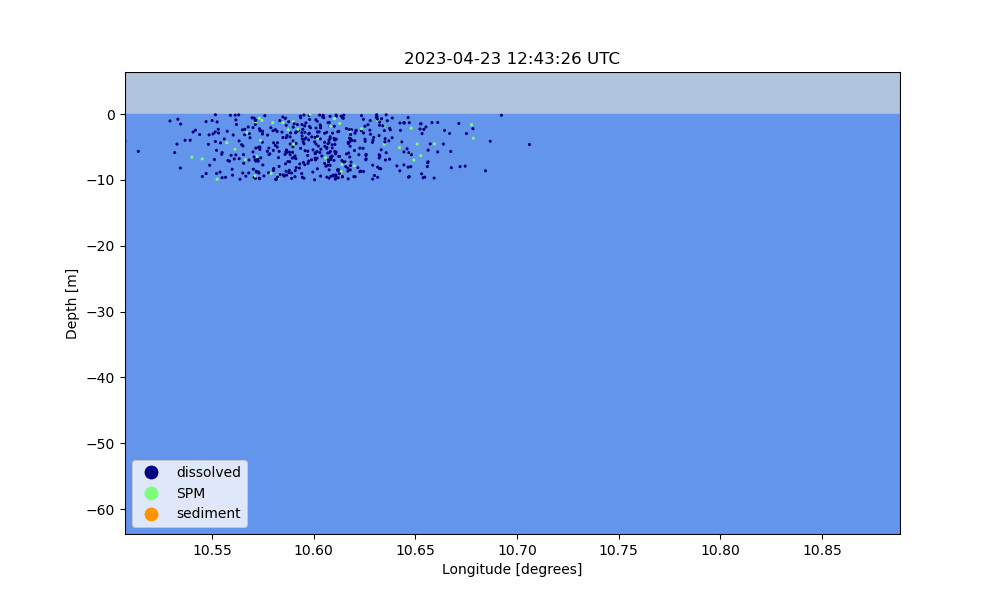 2023-04-23 12:43:26 UTC
0
−10
−20
−30
−40
−50
−60
Depth [m]
dissolved
SPM
sediment
10.55 10.60 10.65 10.70 10.75 10.80 10.85
Longitude [degrees]